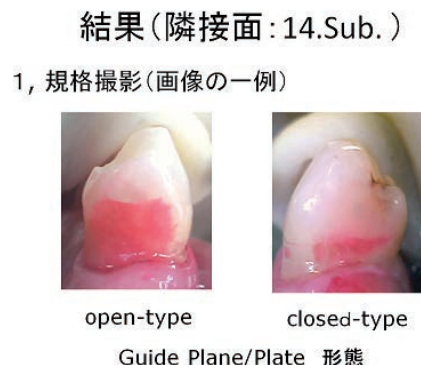 結果(隣接面:14.Sub.)
1, 規格撮影(画像の一例)
open-type
closed-type
Guide Plane/Plate 形態